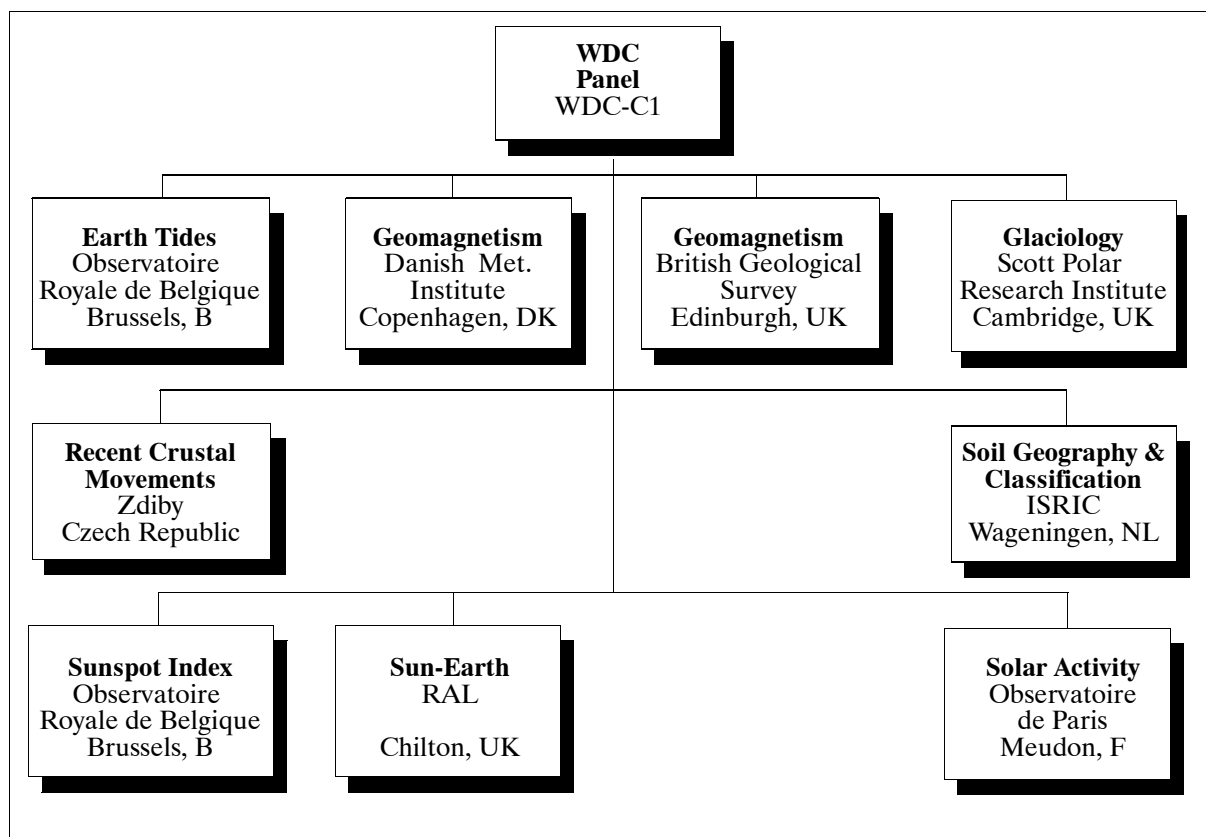 WDC
Panel
WDC-C1
Earth Tides
Observatoire
Royale de Belgique
Brussels, B
Geomagnetism
Danish Met.
Institute
Copenhagen, DK
Geomagnetism
British Geological
Survey
Edinburgh, UK
Glaciology
Scott Polar
Research Institute
Cambridge, UK
Recent Crustal
Movements
Zdiby
Czech Republic
Soil Geography &
Classification
ISRIC
Wageningen, NL
Sunspot Index
Observatoire
Royale de Belgique
Brussels, B
Sun-Earth
RAL
Chilton, UK
Solar Activity
Observatoire
de Paris
Meudon, F